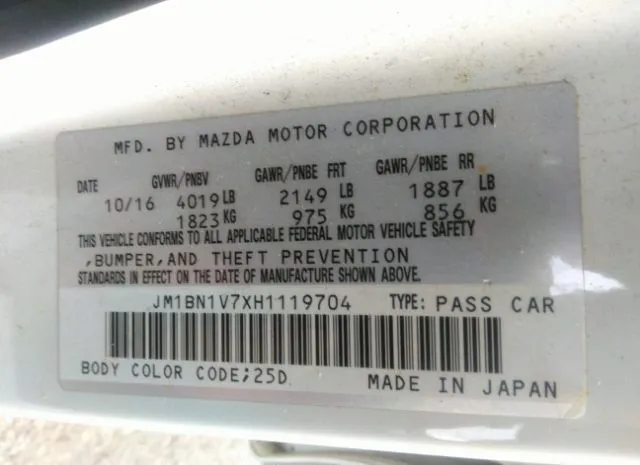 MFD. BY MAZDA MOTOR CORPORATION
DATE GVWR/PNBV GAWR/PNBE FRT GAWR/PNBE RR
10/16 4019 LB 2149 LB 1887 LB
1823 KG 975 KG 856 KG
THIS VEHICLE CONFORMS TO ALL APPLICABLE FEDERAL MOTOR VEHICLE SAFETY
,BUMPER,AND THEFT PREVENTION
STANDARDS IN EFFECT ON THE DATE OF MANUFACTURE SHOWN ABOVE.
JM1BN1V7XH1119704 TYPE: PASS CAR
BODY COLOR CODE;25D MADE IN JAPAN